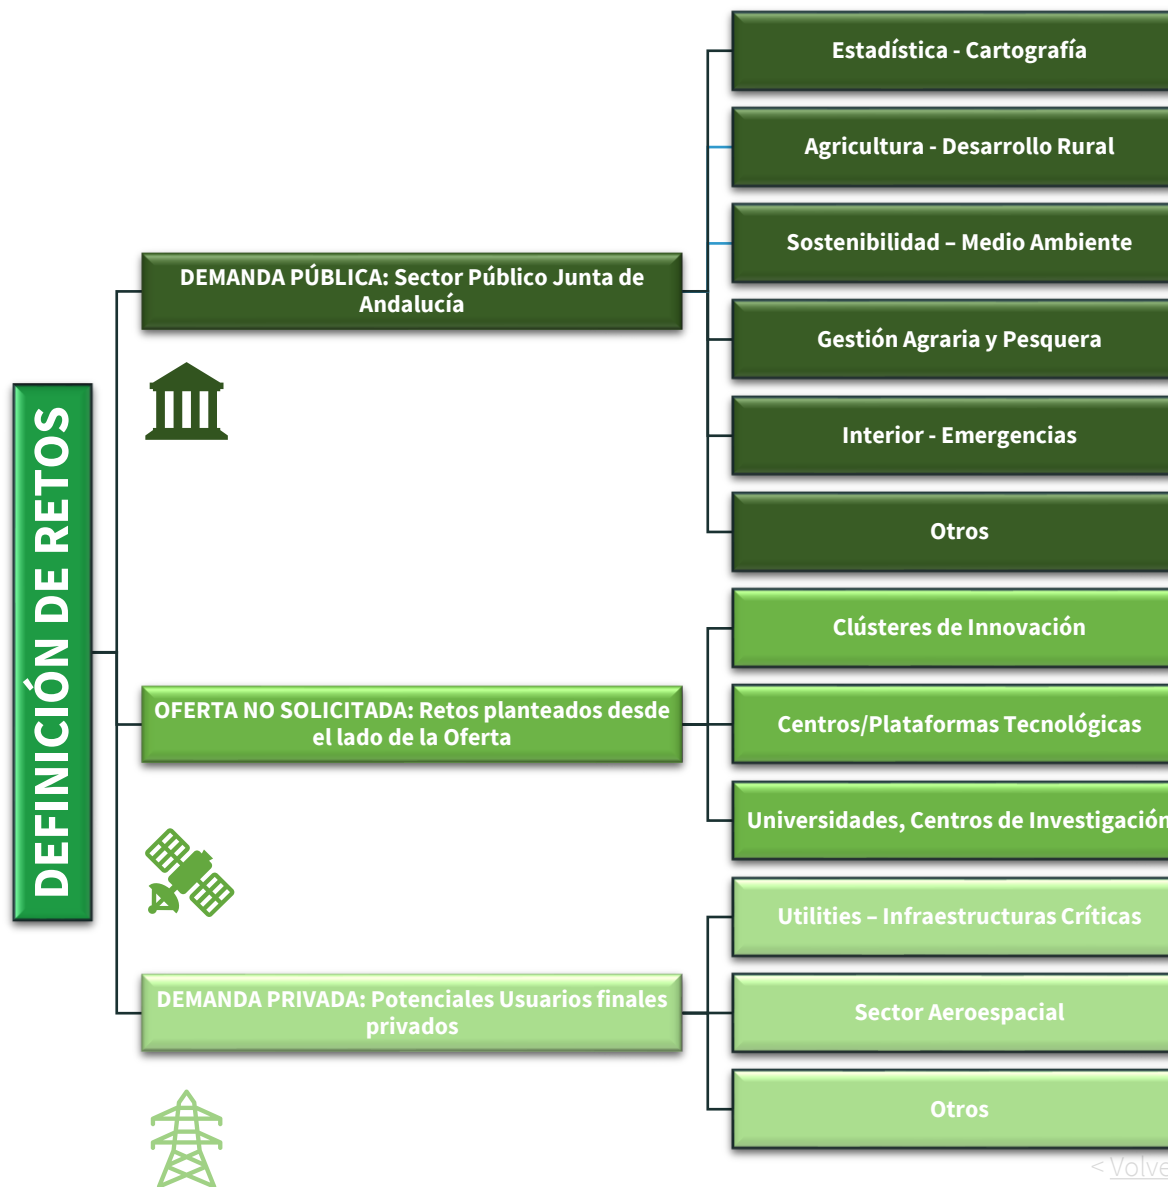 DEFINICIÓN DE RETOS
DEMANDA PÚBLICA: Sector Público Junta de
Andalucía
Estadística - Cartografía
Agricultura - Desarrollo Rural
Sostenibilidad – Medio Ambiente
Gestión Agraria y Pesquera
Interior - Emergencias
Otros
OFERTA NO SOLICITADA: Retos planteados desde
el lado de la Oferta
Clústeres de Innovación
Centros/Plataformas Tecnológicas
Universidades, Centros de Investigación
DEMANDA PRIVADA: Potenciales Usuarios finales
privados
Utilities – Infraestructuras Críticas
Sector Aeroespacial
Otros
< Volve